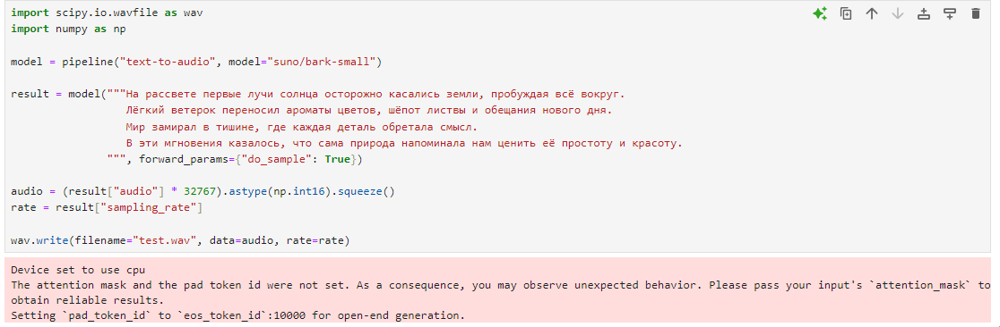 import scipy.io.wavfile as wav
import numpy as np
model = pipeline("text-to-audio", model="suno/bark-small")
result = model("""На рассвете первые лучи солнца осторожно касались земли, пробуждая всё вокруг.
Лёгкий ветерок переносил ароматы цветов, шёпот листвы и обещания нового дня.
Мир замирал в тишине, где каждая деталь обретала смысл.
В эти мгновения казалось, что сама природа напоминала нам ценить её простоту и красоту.
""", forward_params={"do_sample": True})
audio = (result["audio"] * 32767).astype(np.int16).squeeze()
rate = result["sampling_rate"]
wav.write(filename="test.wav", data=audio, rate=rate)
Device set to use cpu
The attention mask and the pad token id were not set. As a consequence, you may observe unexpected behavior. Please pass your input's `attention_mask` to
obtain reliable results.
Setting `pad_token_id` to `eos_token_id`:10000 for open-end generation.